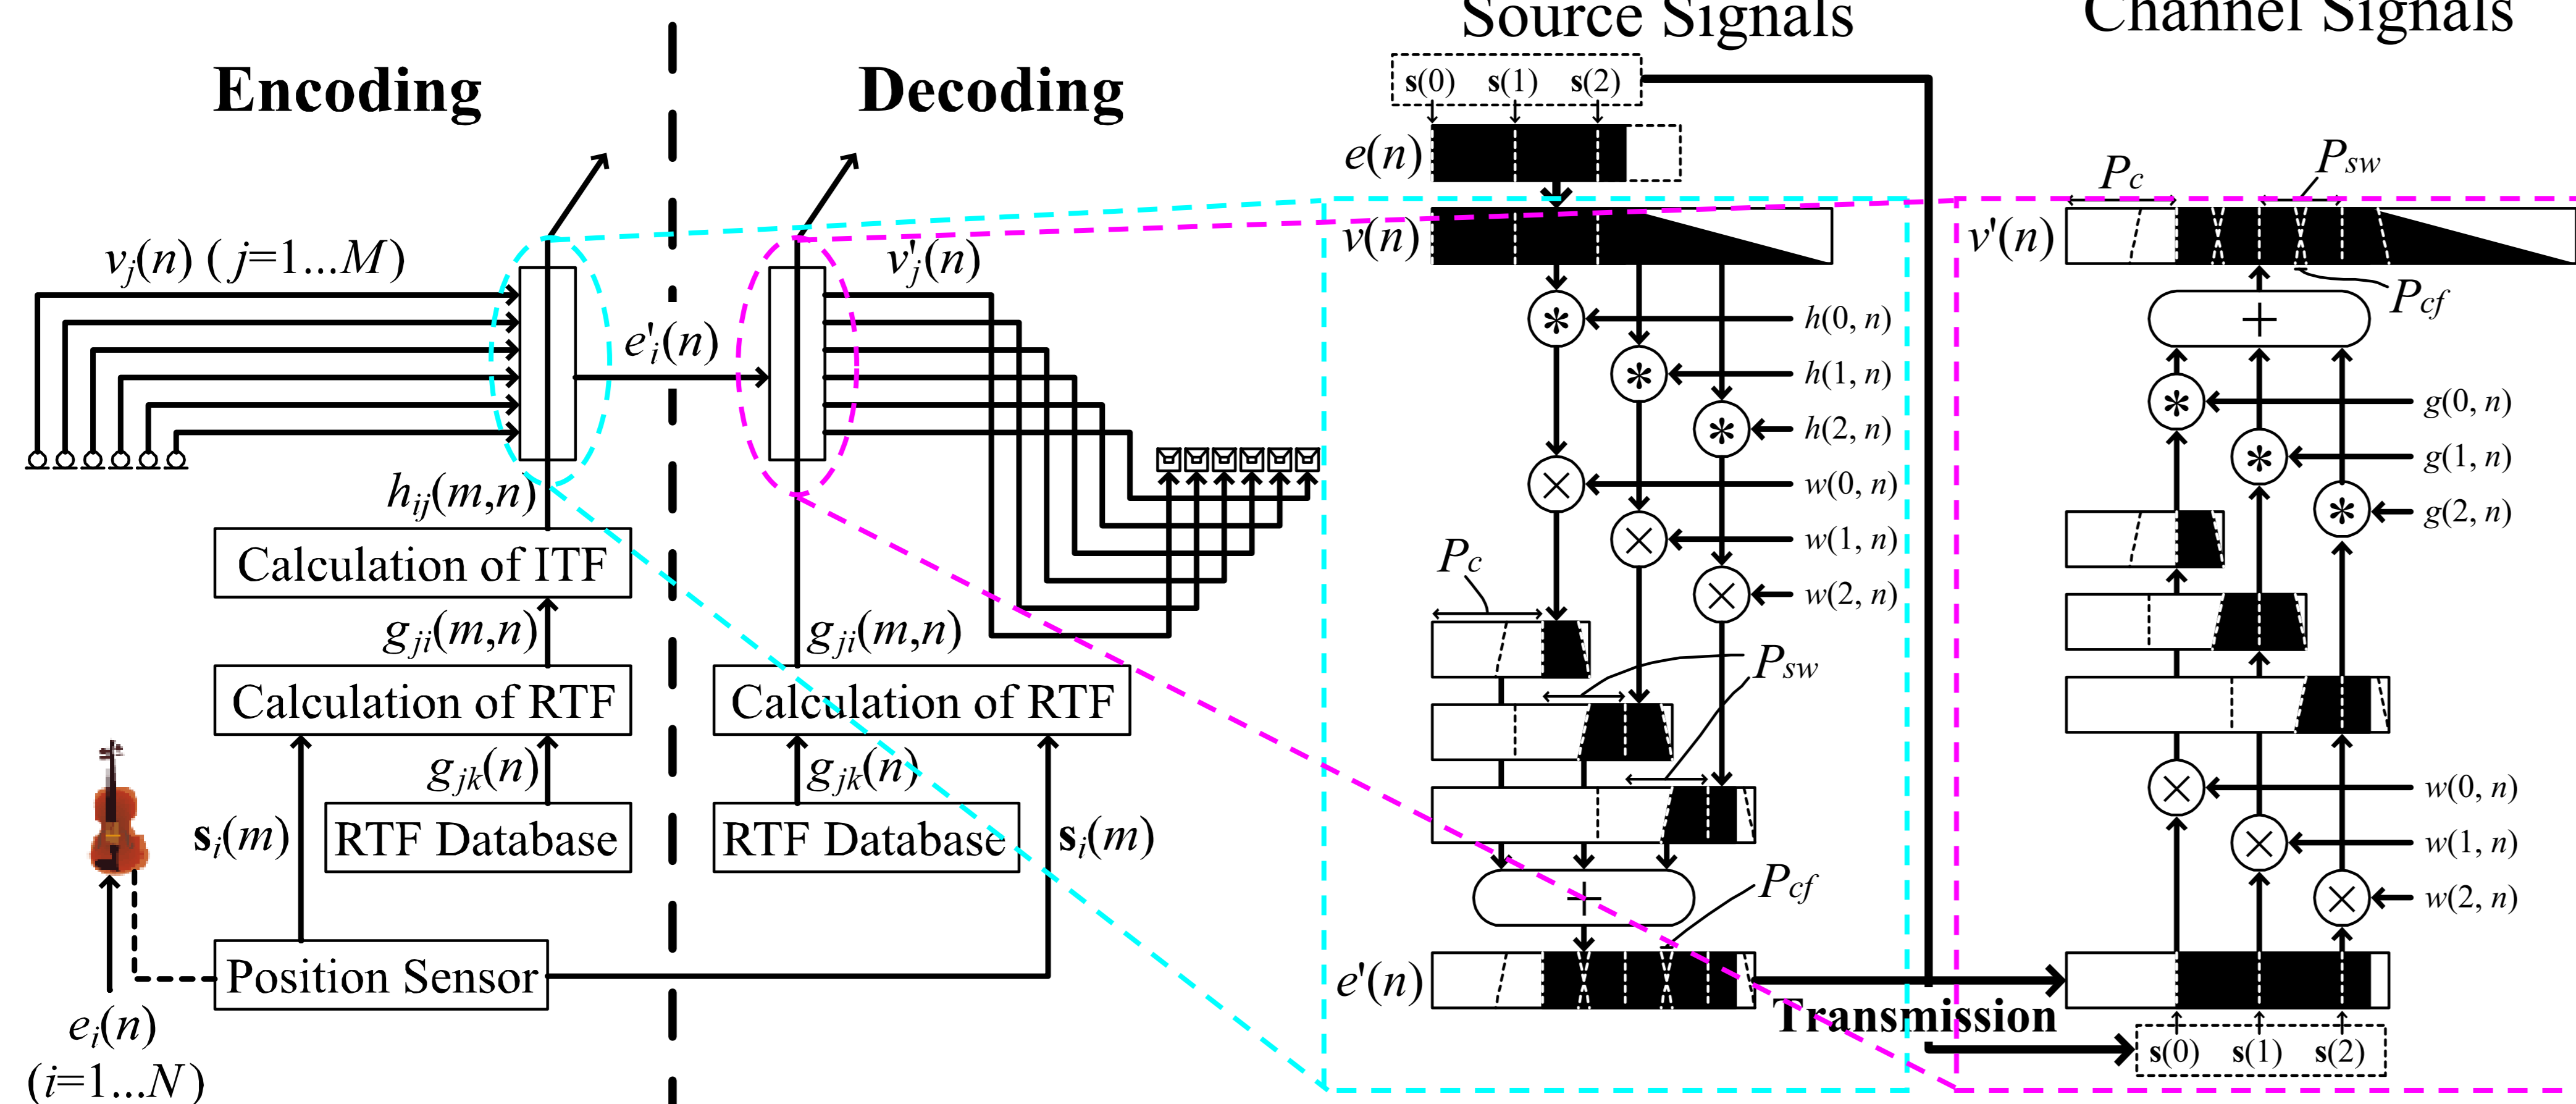 Encoding
Decoding
v_j(n) (j=1...M)
e'_i(n)
v'_j(n)
h_ij(m,n)
Calculation of ITF
g_ji(m,n)
g_ji(m,n)
Calculation of RTF
Calculation of RTF
g_jk(n)
g_jk(n)
s_i(m)
RTF Database
RTF Database
s_i(m)
Position Sensor
e_i(n)
(i=1...N)
Source Signals
s(0) s(1) s(2)
e(n)
v(n)
h(0, n)
h(1, n)
h(2, n)
w(0, n)
w(1, n)
w(2, n)
P_c
P_sw
P_cf
e'(n)
Transmission
Channel Signals
P_c
P_sw
v'(n)
P_cf
+
g(0, n)
g(1, n)
g(2, n)
w(0, n)
w(1, n)
w(2, n)
s(0) s(1) s(2)